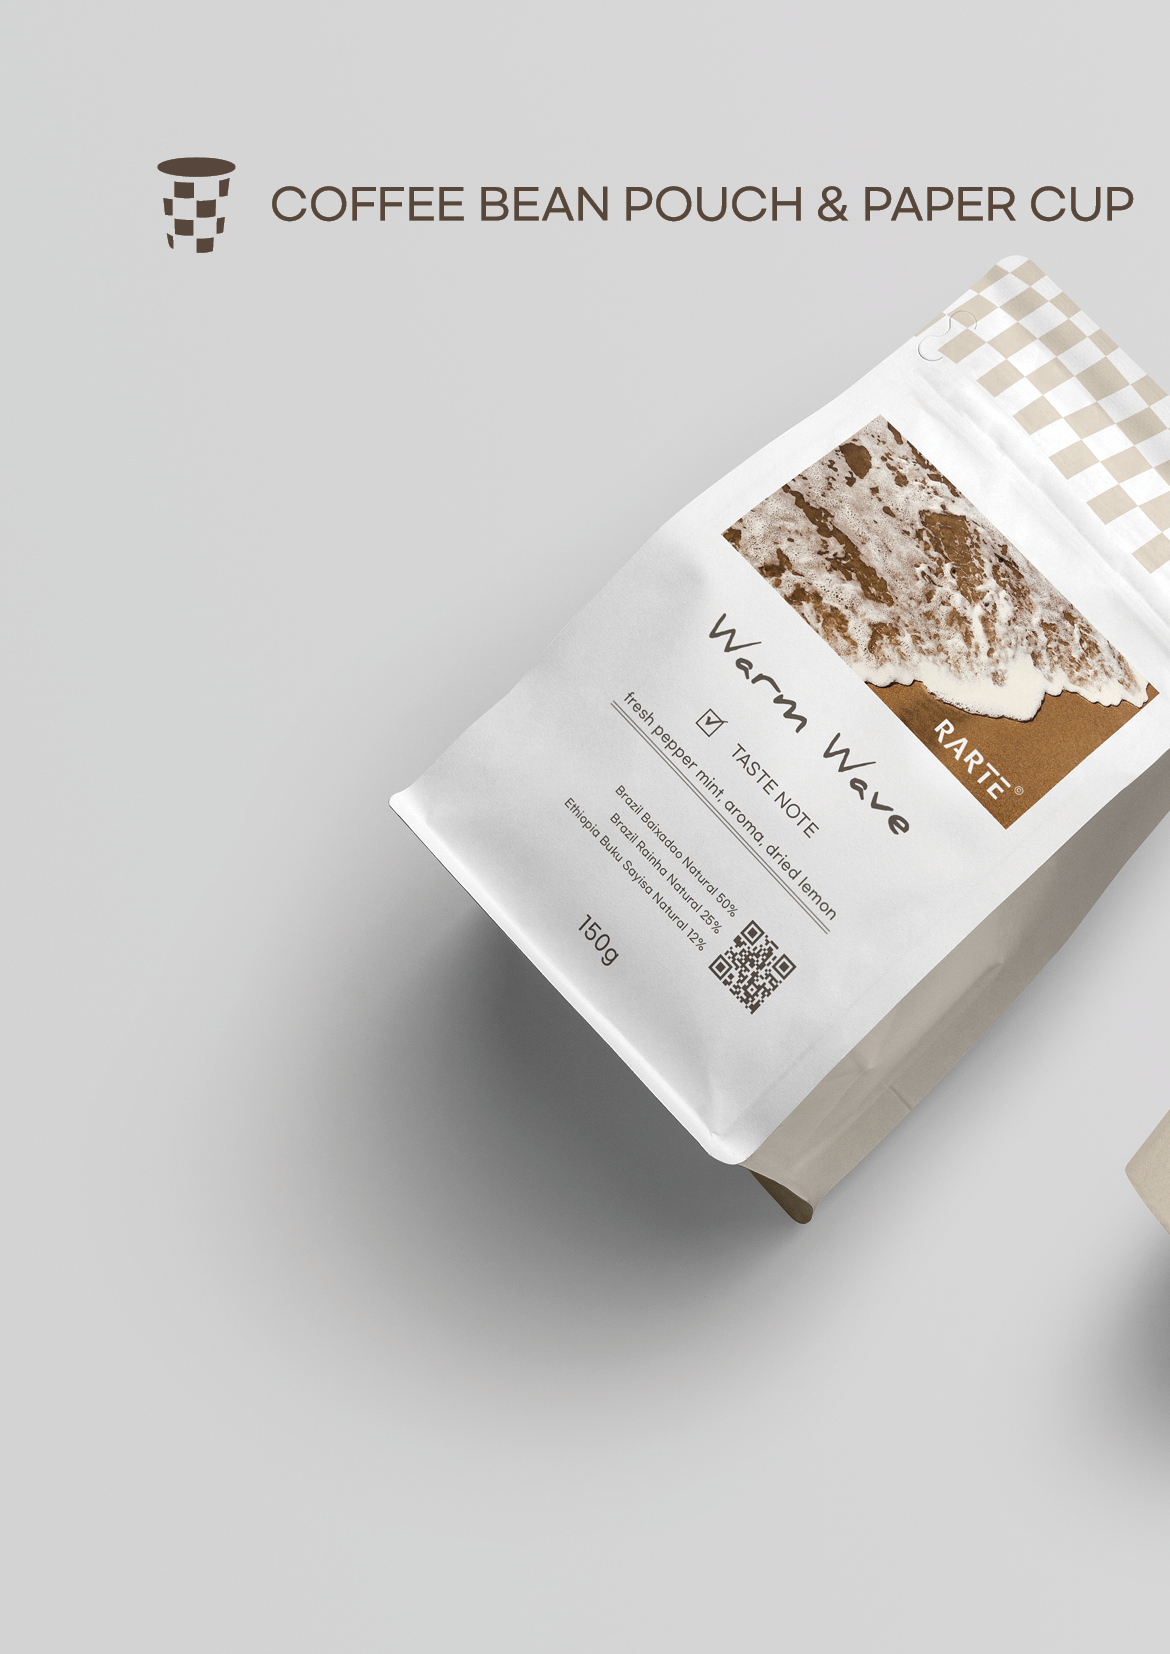 COFFEE BEAN POUCH & PAPER CUP
RARTE©
Warm Wave
TASTE NOTE
fresh pepper mint, aroma, dried lemon
Brazil Baixadao Natural 50%
Brazil Rainha Natural 25%
Ethiopia Buku Sayisa Natural 12%
150g